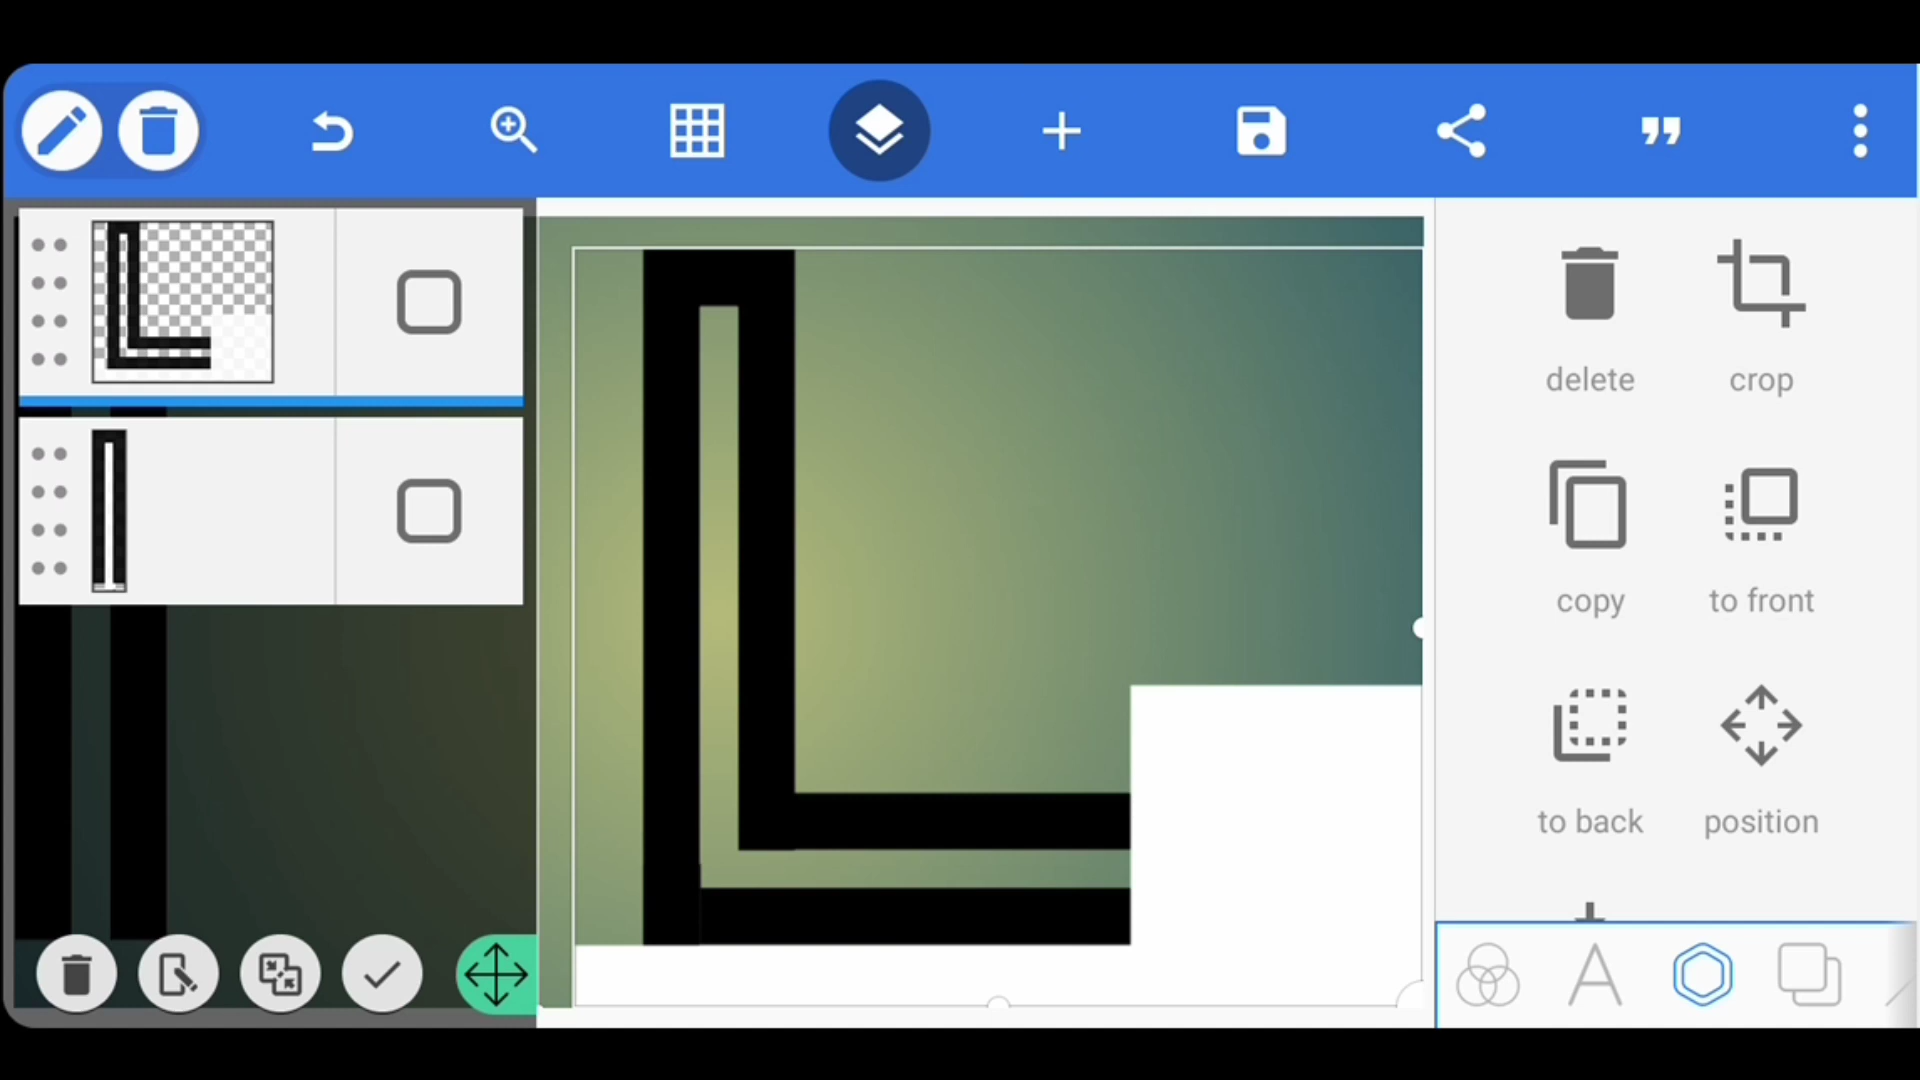 delete
crop
copy
to front
to back
position